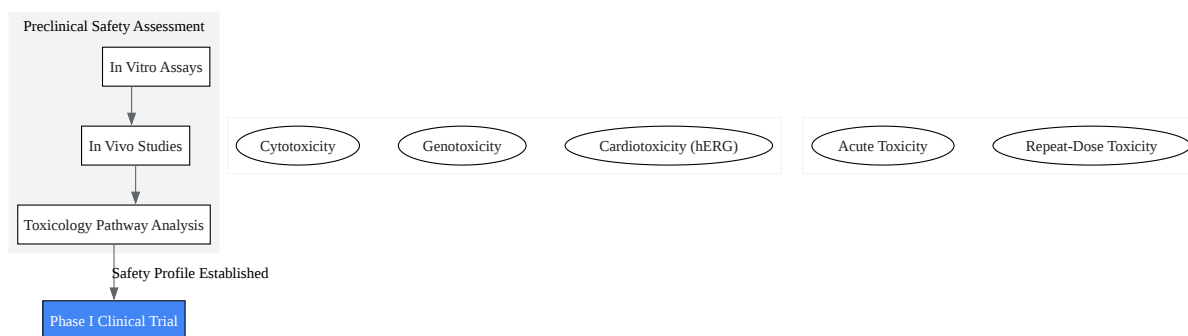 Preclinical Safety Assessment
In Vitro Assays
In Vivo Studies
Cytotoxicity
Genotoxicity
Cardiotoxicity (hERG)
Acute Toxicity
Repeat-Dose Toxicity
Toxicology Pathway Analysis
Safety Profile Established
Phase I Clinical Trial